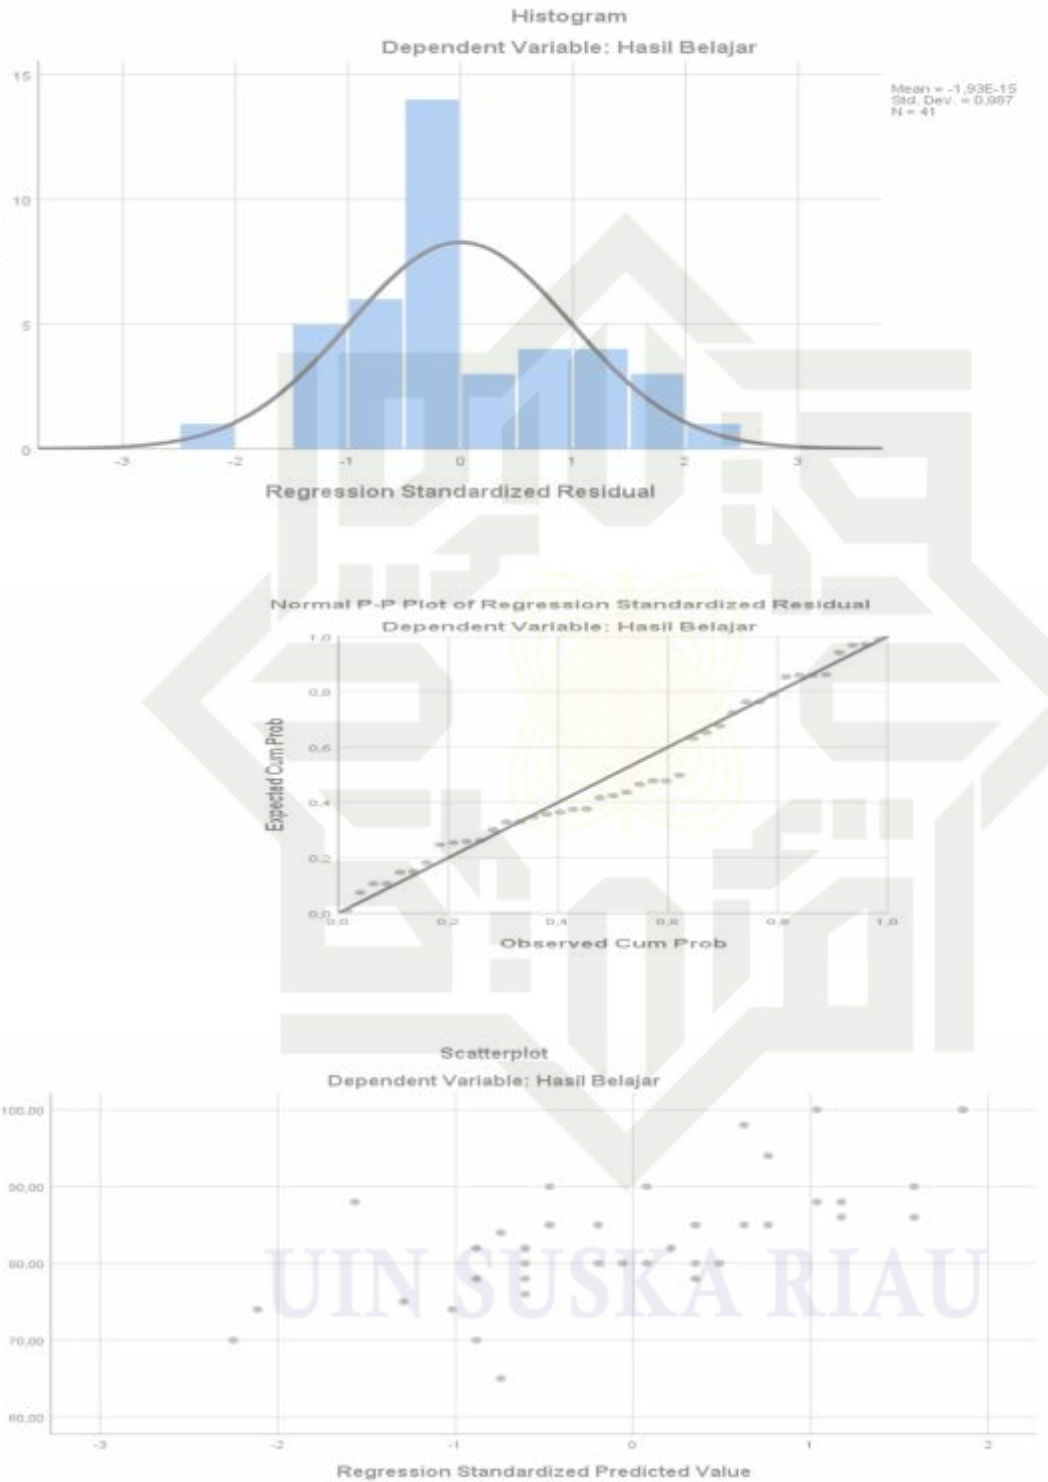 Histogram
Dependent Variable: Hasil Belajar
Mean = -1,93E-15
Std. Dev. = 0,987
N = 41
15
10
5
0
-3 -2 -1 0 1 2 3
Regression Standardized Residual
Normal P-P Plot of Regression Standardized Residual
Dependent Variable: Hasil Belajar
1,0
0,8
0,6
0,4
0,2
0,0
Expected Cum Prob
0,0 0,2 0,4 0,6 0,8 1,0
Observed Cum Prob
Scatterplot
Dependent Variable: Hasil Belajar
100,00
90,00
80,00
70,00
60,00
UIN SUSKA RIAU
-3 -2 -1 0 1 2
Regression Standardized Predicted Value